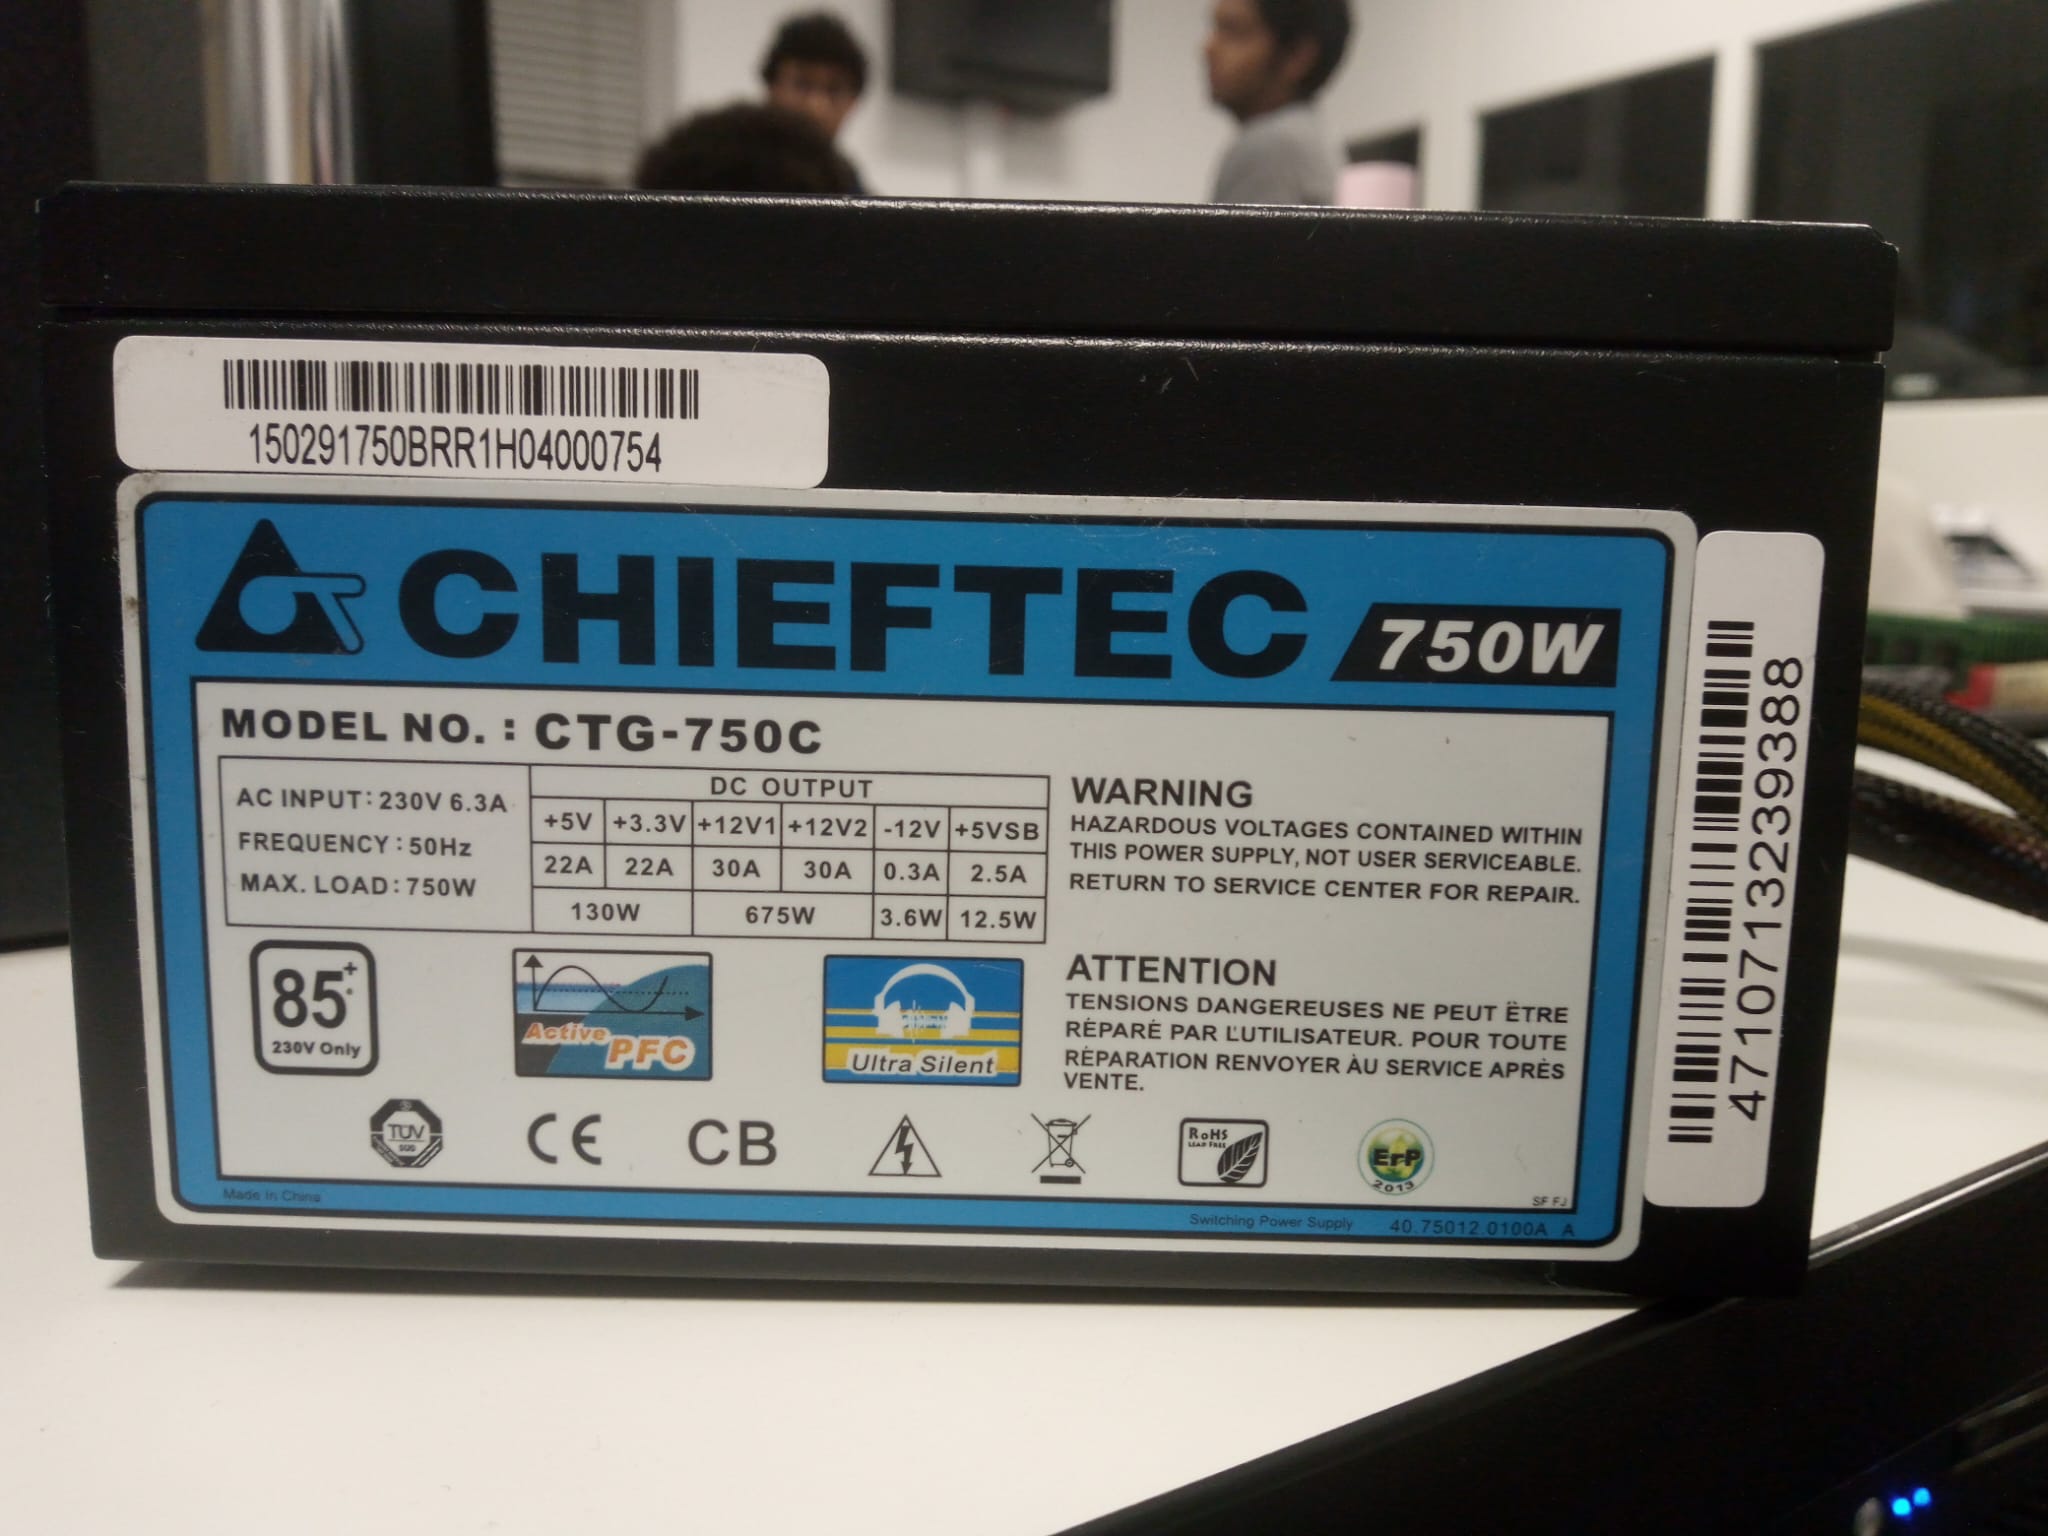 150291750BRR1H04000754
CHIEFTEC 750W
MODEL NO. : CTG-750C
AC INPUT: 230V 6.3A
FREQUENCY: 50Hz
MAX. LOAD: 750W
DC OUTPUT
+5V +3.3V +12V1 +12V2 -12V +5VSB
22A 22A 30A 30A 0.3A 2.5A
130W 675W 3.6W 12.5W
WARNING
HAZARDOUS VOLTAGES CONTAINED WITHIN
THIS POWER SUPPLY, NOT USER SERVICEABLE.
RETURN TO SERVICE CENTER FOR REPAIR.
ATTENTION
TENSIONS DANGEREUSES NE PEUT ËTRE
RÉPARÉ PAR L'UTILISATEUR. POUR TOUTE
RÉPARATION RENVOYER ÀU SERVICE APRÈS
VENTE.
85+
230V Only
Active
PFC
Ultra Silent
TÜV
SÜD
CE
CB
RoHS
LEAD FREE
ErP
2013
Made In China
SF FJ
Switching Power Supply 40.75012.0100A A
4710713239388